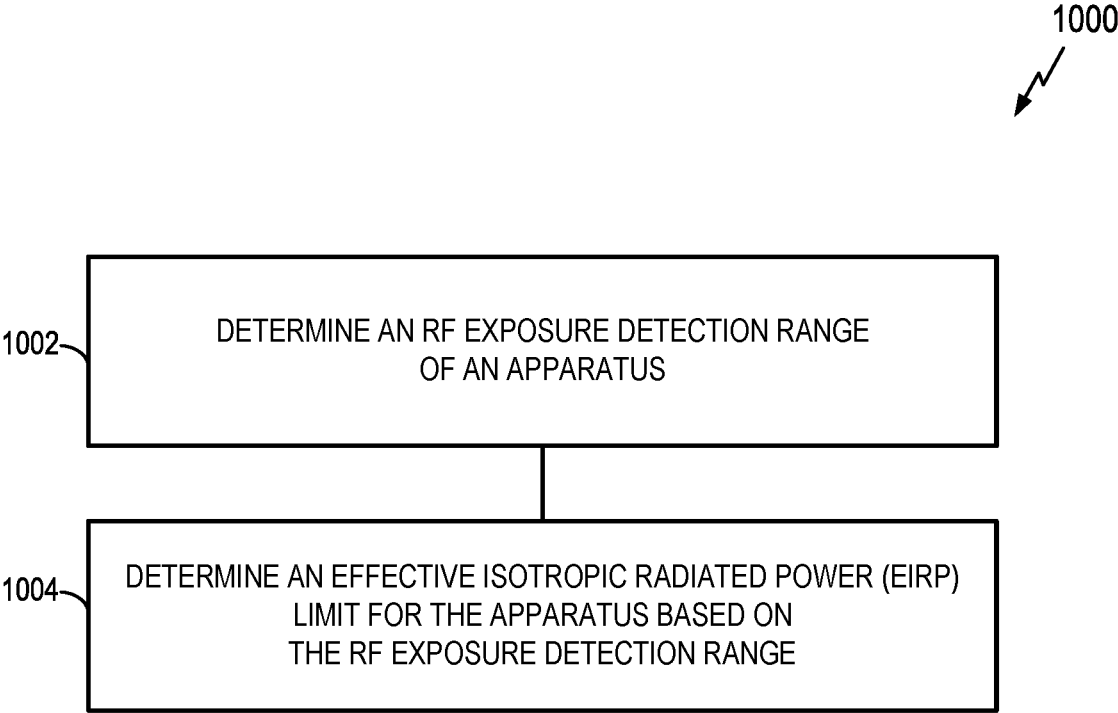 1000
1002
DETERMINE AN RF EXPOSURE DETECTION RANGE
OF AN APPARATUS
1004
DETERMINE AN EFFECTIVE ISOTROPIC RADIATED POWER (EIRP)
LIMIT FOR THE APPARATUS BASED ON
THE RF EXPOSURE DETECTION RANGE